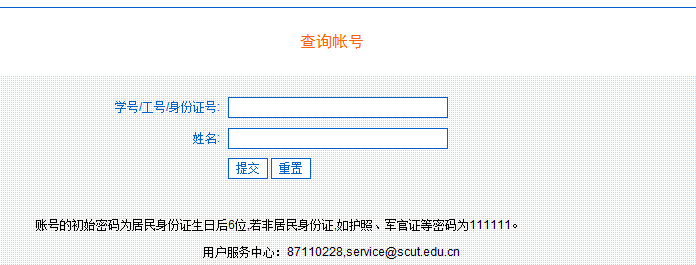 查询帐号
学号/工号/身份证号:
姓名:
提交 重置
账号的初始密码为居民身份证生日后6位,若非居民身份证,如护照、军官证等密码为111111。
用户服务中心：87110228,service@scut.edu.cn